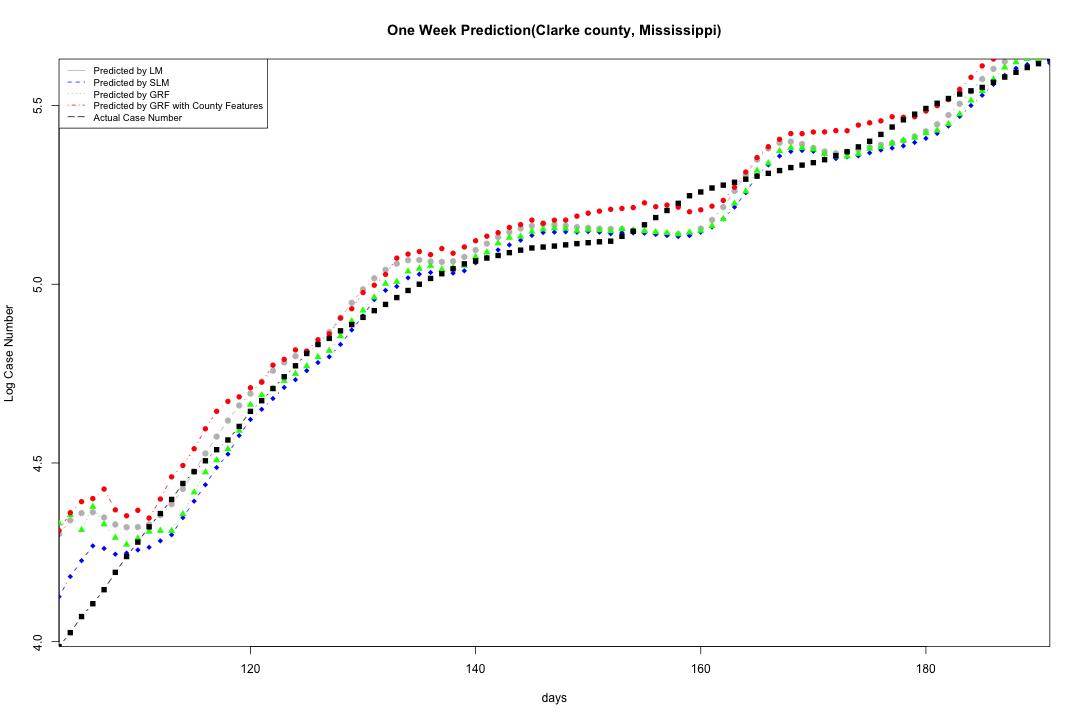 One Week Prediction(Clarke county, Mississippi)
Predicted by LM
Predicted by SLM
Predicted by GRF
Predicted by GRF with County Features
Actual Case Number
5.5
5.0
4.5
4.0
Log Case Number
120 140 160 180
days